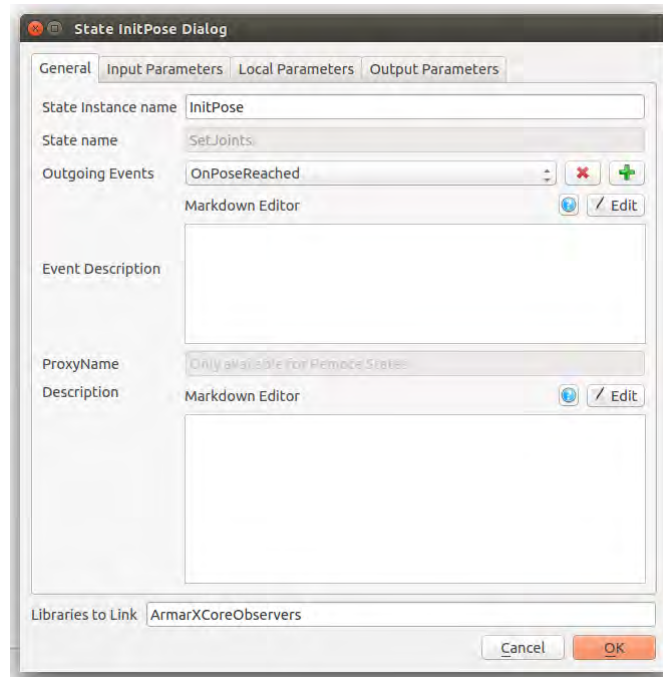 State InitPose Dialog
General Input Parameters Local Parameters Output Parameters
State Instance name InitPose
State name SetJoints
Outgoing Events OnPoseReached
Markdown Editor Edit
Event Description
ProxyName Only available for Remote States
Description Markdown Editor Edit
Libraries to Link ArmarXCoreObservers
Cancel OK